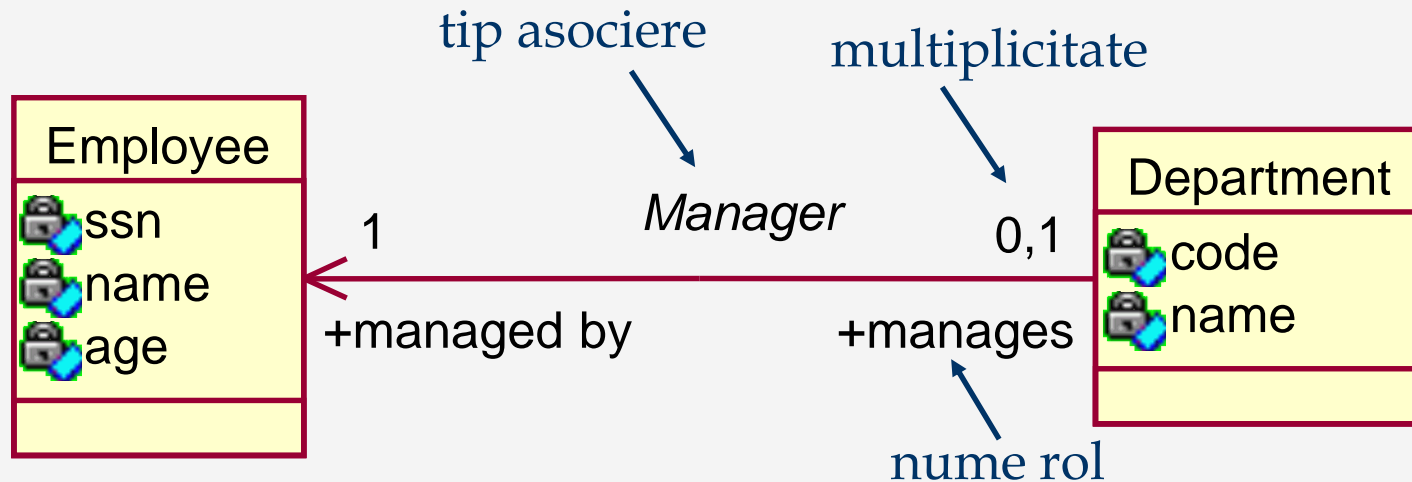 tip asociere
multiplicitate
Employee
ssn
name
age
1
Manager
0,1
+managed by
+manages
Department
code
name
nume rol